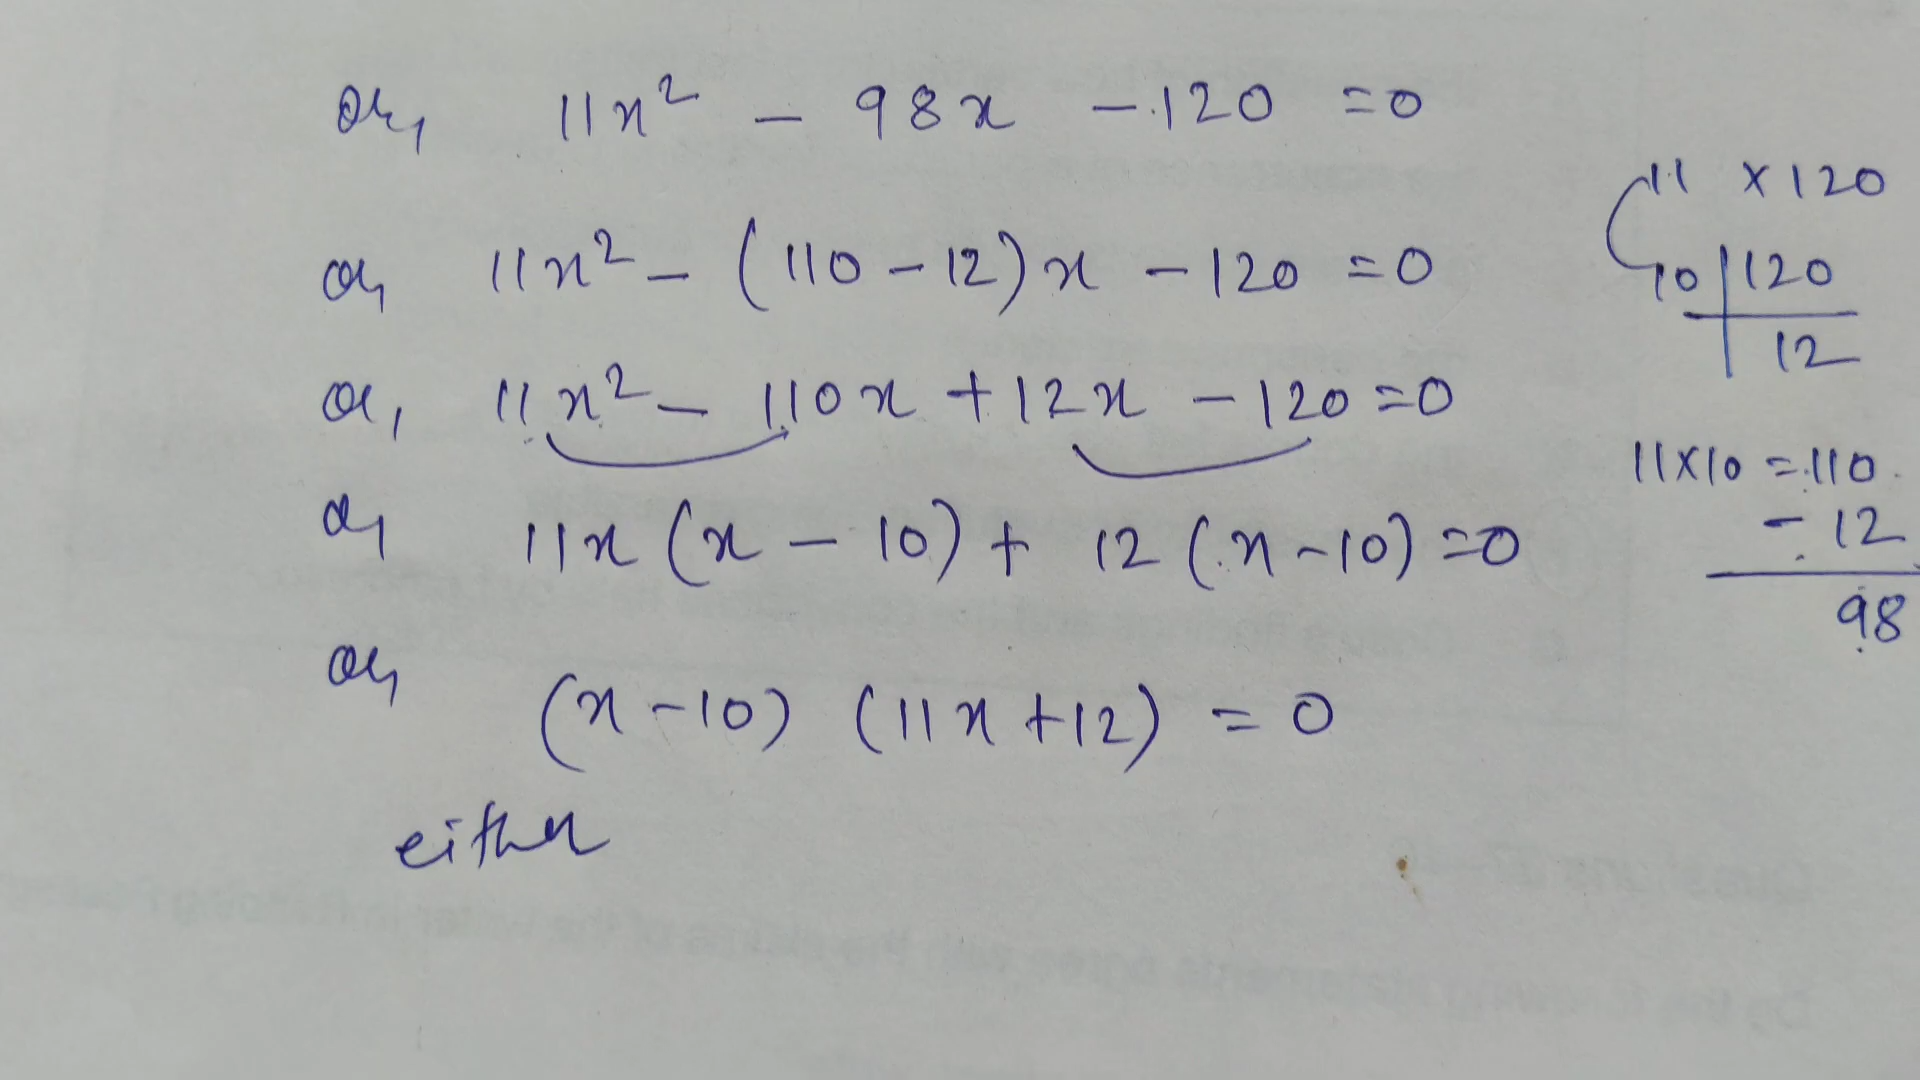 or, 11x² - 98x - 120 = 0
or, 11x² - (110 - 12)x - 120 = 0
or, 11x² - 110x + 12x - 120 = 0
or, 11x (x - 10) + 12 (x - 10) = 0
or, (x - 10) (11x + 12) = 0
either
11 × 120
10 | 120
12
11×10 = 110
- 12
98